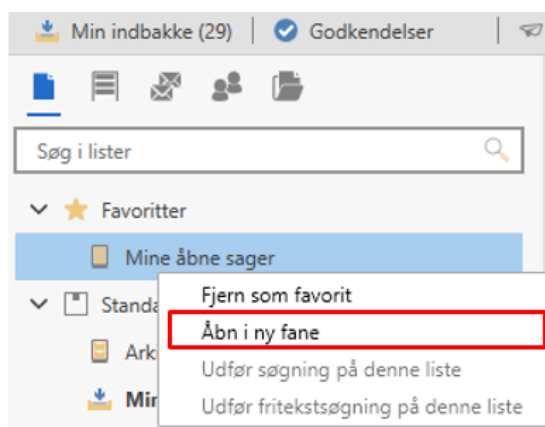 Min indbakke (29) Godkendelser
Søg i lister
Favoritter
Mine åbne sager
Fjern som favorit
Åbn i ny fane
Udfør søgning på denne liste
Udfør fritekstsøgning på denne liste